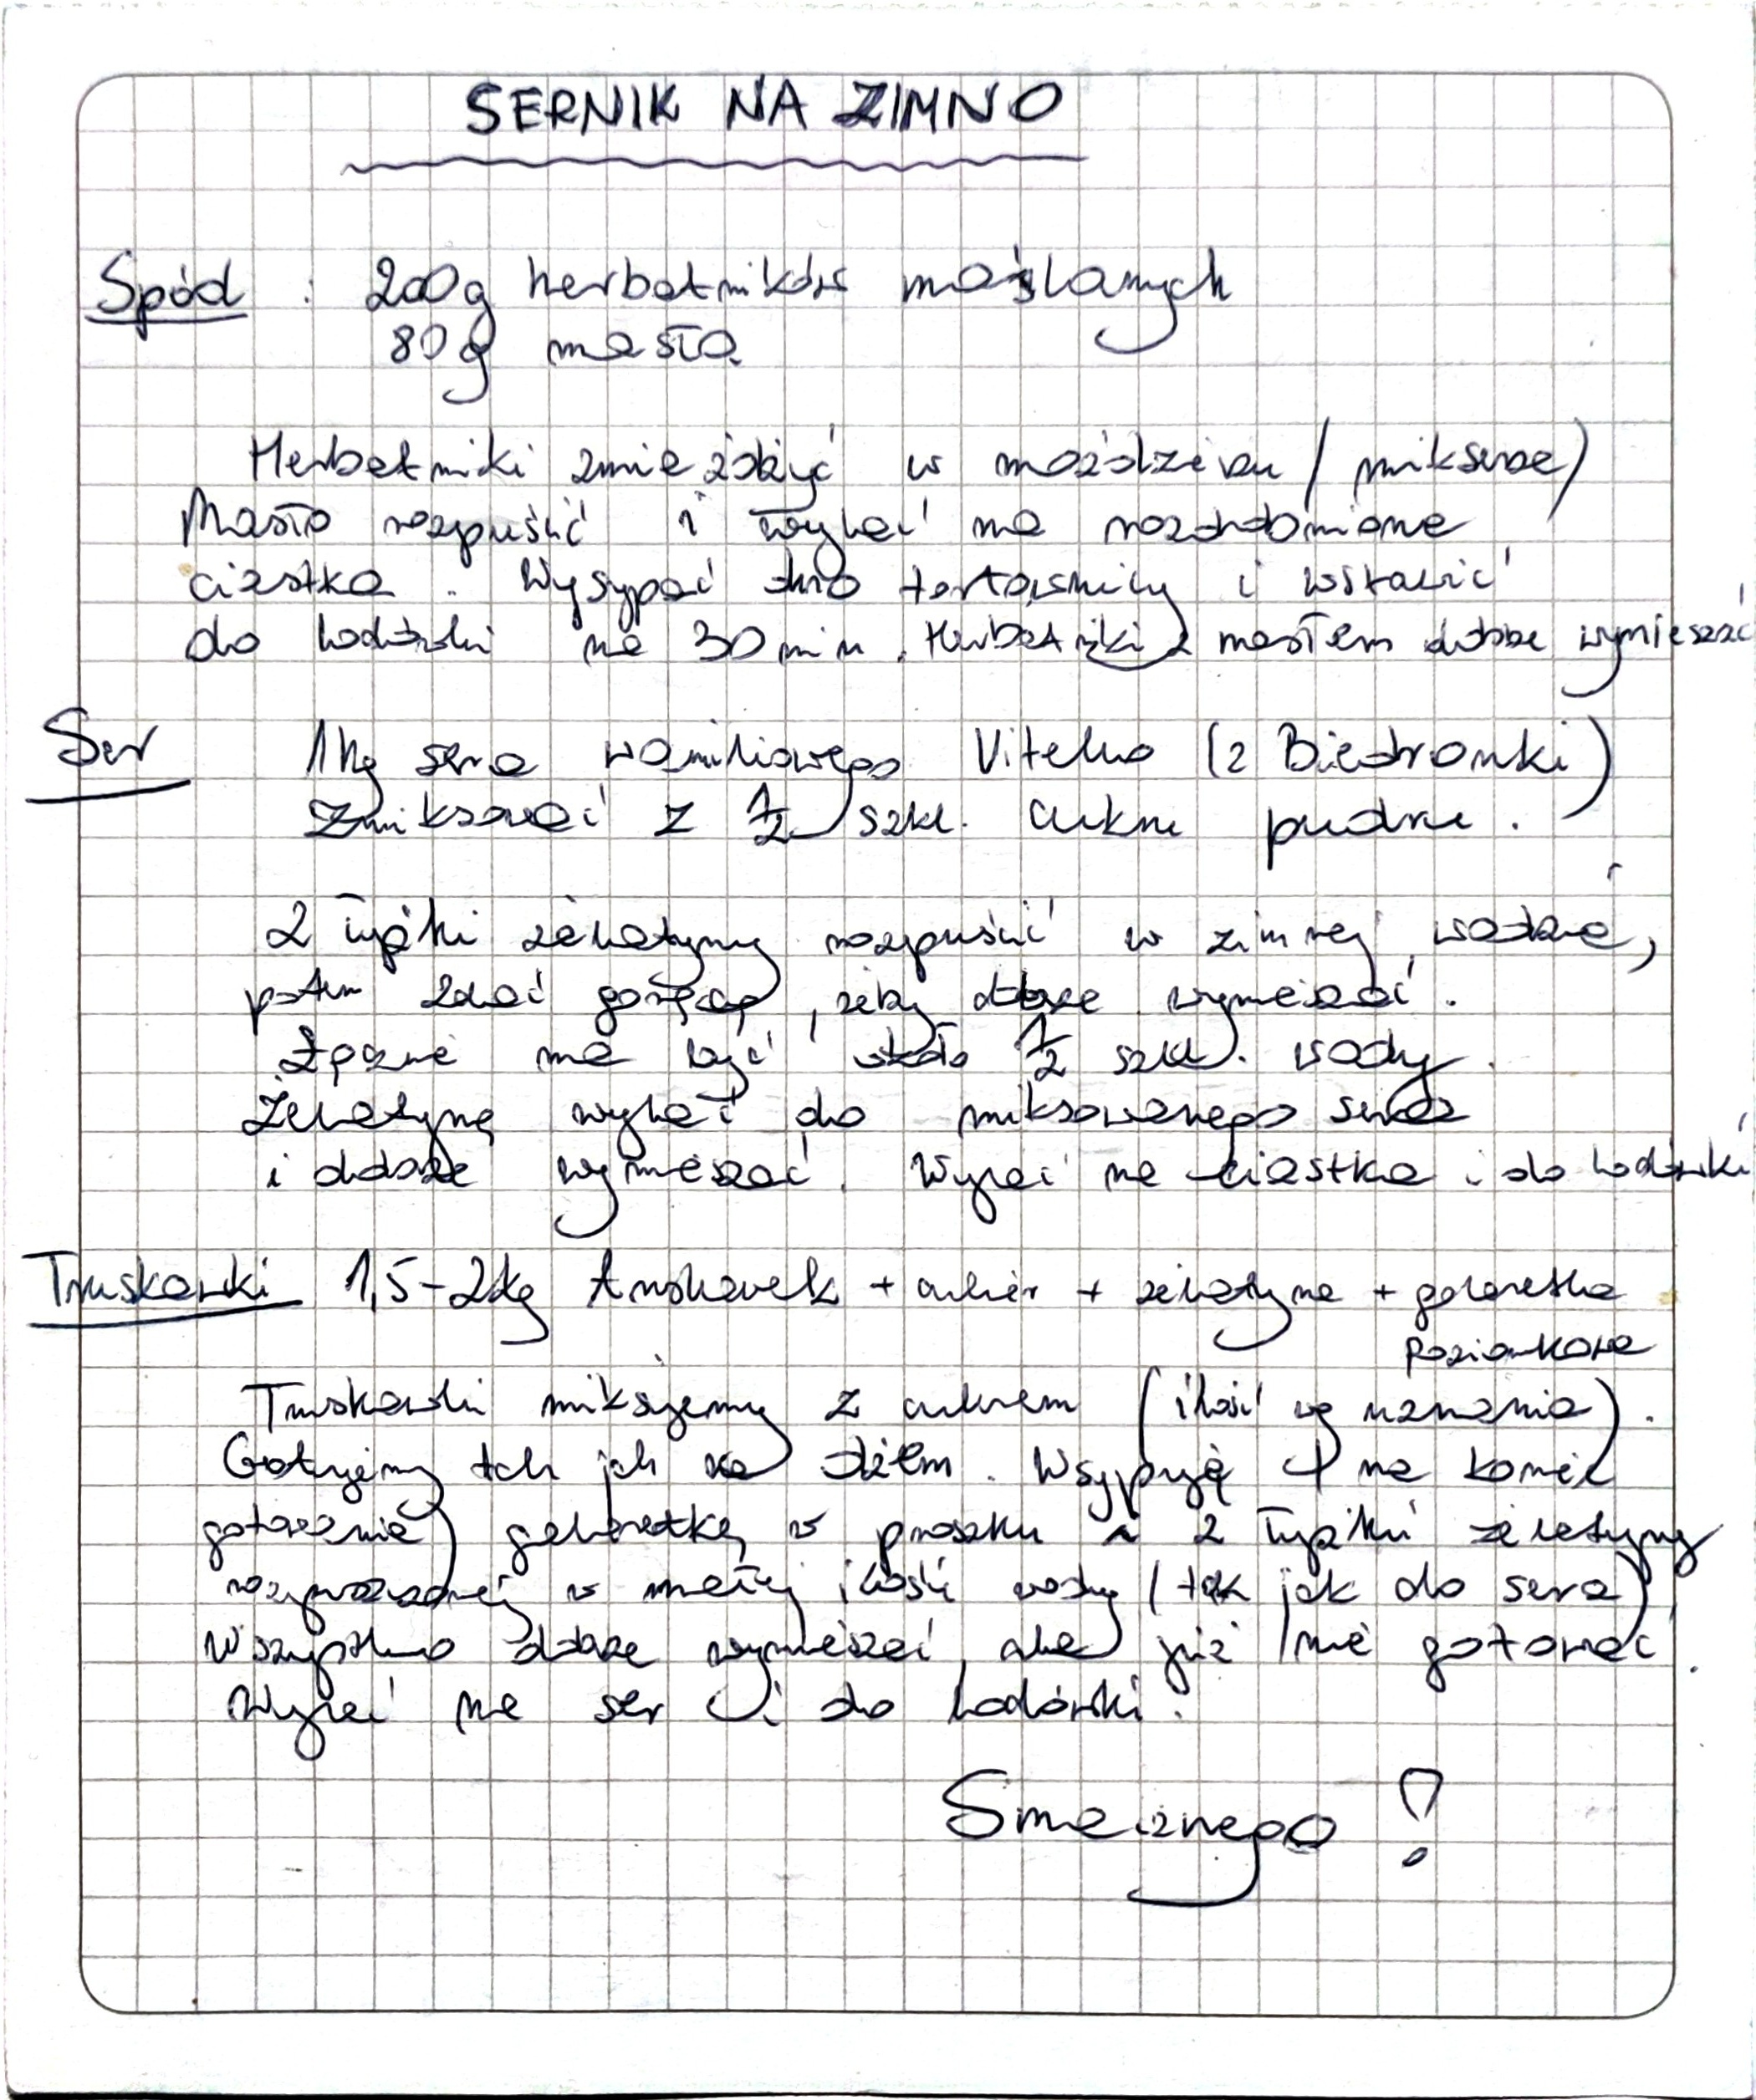 SERNIK NA ZIMNO
Spód : 200g herbatników maślanych
80g masła
Herbatniki zmiażdżyć w moździeżu (mikserze)
Masło rozpuścić i wylać na rozdrobnione
ciastka. Wysypać dno tortownicy i wstawić
do lodówki na 30 min. Herbatniki z masłem dobrze wymieszać
Ser 1kg sera waniliowego Vitello (z Biedronki)
Zmiksować z 1/2 szkl. cukru pudru.
2 łyżki żelatyny rozpuścić w zimnej wodzie,
potem zalać gorącą, żeby dobrze wymieszać.
Łącznie ma być około 1/2 szkl. wody.
Żelatynę wylać do miksowanego sera
i dobrze wymieszać. Wylać na ciastka i do lodówki
Truskawki 1,5-2kg truskawek + cukier + żelatyna + galaretka
poziomkowa
Truskawki miksujemy z cukrem (ilość wg uznania).
Gotujemy tak jak na dżem. Wsypuję na koniec
gotowania galaretkę w proszku i 2 łyżki żelatyny
rozprowadzonej w małej ilości wody (tak jak do sera)
Wszystko dobrze wymieszać, ale już nie gotować.
Wylać na ser i do lodówki.
Smacznego!